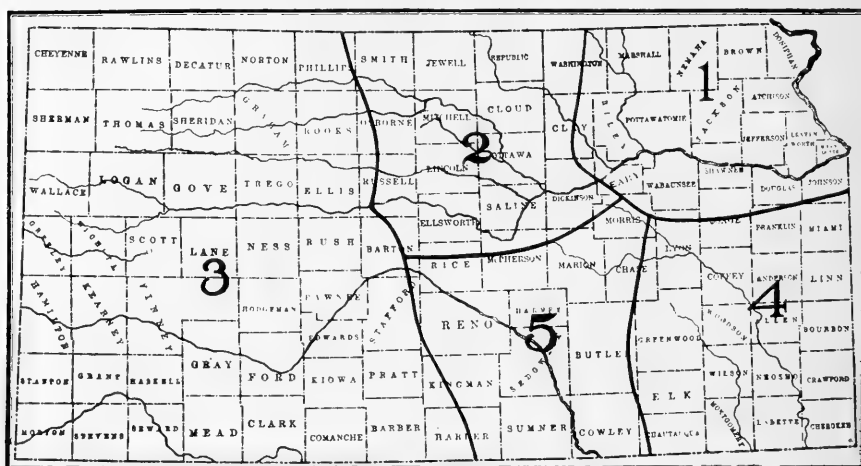 CHEYENNE RAWLINS DECATUR NORTON PHILLIPS SMITH JEWELL REPUBLIC WASHINGTON MARSHALL NEMAHA BROWN DONIPHAN
SHERMAN THOMAS SHERIDAN GRAHAM ROOKS OSBORNE MITCHELL CLOUD CLAY RILEY POTTAWATOMIE JACKSON ATCHISON
1
JEFFERSON LEAVENWORTH
2
LINCOLN OTTAWA
WALLACE LOGAN GOVE TREGO ELLIS RUSSELL SALINE DICKINSON GEARY WABAUNSEE SHAWNEE DOUGLAS JOHNSON
ELLSWORTH MORRIS
GREELEY WICHITA SCOTT LANE NESS RUSH BARTON RICE McPHERSON MARION CHASE LYON FRANKLIN MIAMI
3
HAMILTON KEARNEY FINNEY HODGEMAN PAWNEE STAFFORD RENO HARVEY COFFEY ANDERSON LINN
4
EDWARDS 5 BUTLER GREENWOOD WOODSON ALLEN BOURBON
STANTON GRANT HASKELL GRAY FORD KIOWA PRATT KINGMAN SEDGW WILSON NEOSHO CRAWFORD
ELK
MORTON STEVENS SEWARD MEAD CLARK COMANCHE BARBER HARPER SUMNER COWLEY CHAUTAUQUA MONTGOMERY LABETTE CHEROKEE